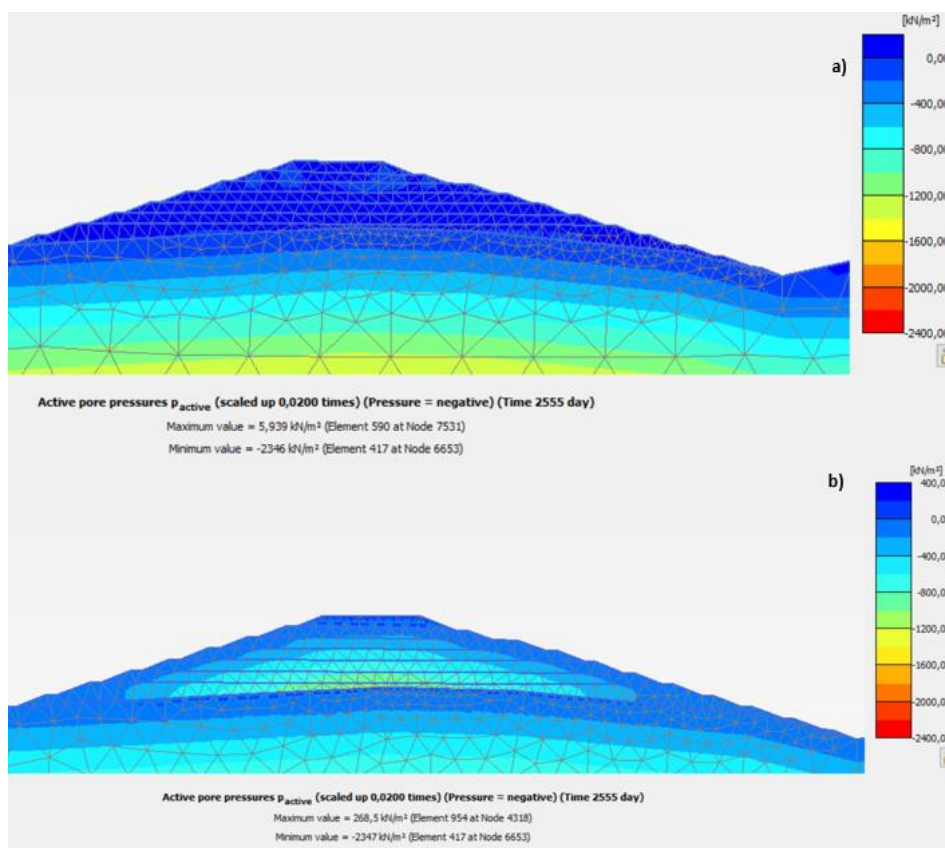 [kN/m²]
a)
0,00
-400,00
-800,00
-1200,00
-1600,00
-2000,00
-2400,00
Active pore pressures p_active (scaled up 0,0200 times) (Pressure = negative) (Time 2555 day)
Maximum value = 5,939 kN/m² (Element 590 at Node 7531)
Minimum value = -2346 kN/m² (Element 417 at Node 6653)
[kN/m²]
b)
400,0
0,0
-400,0
-800,0
-1200,0
-1600,0
-2000,0
-2400,0
Active pore pressures p_active (scaled up 0,0200 times) (Pressure = negative) (Time 2555 day)
Maximum value = 268,5 kN/m² (Element 954 at Node 4318)
Minimum value = -2347 kN/m² (Element 417 at Node 6653)